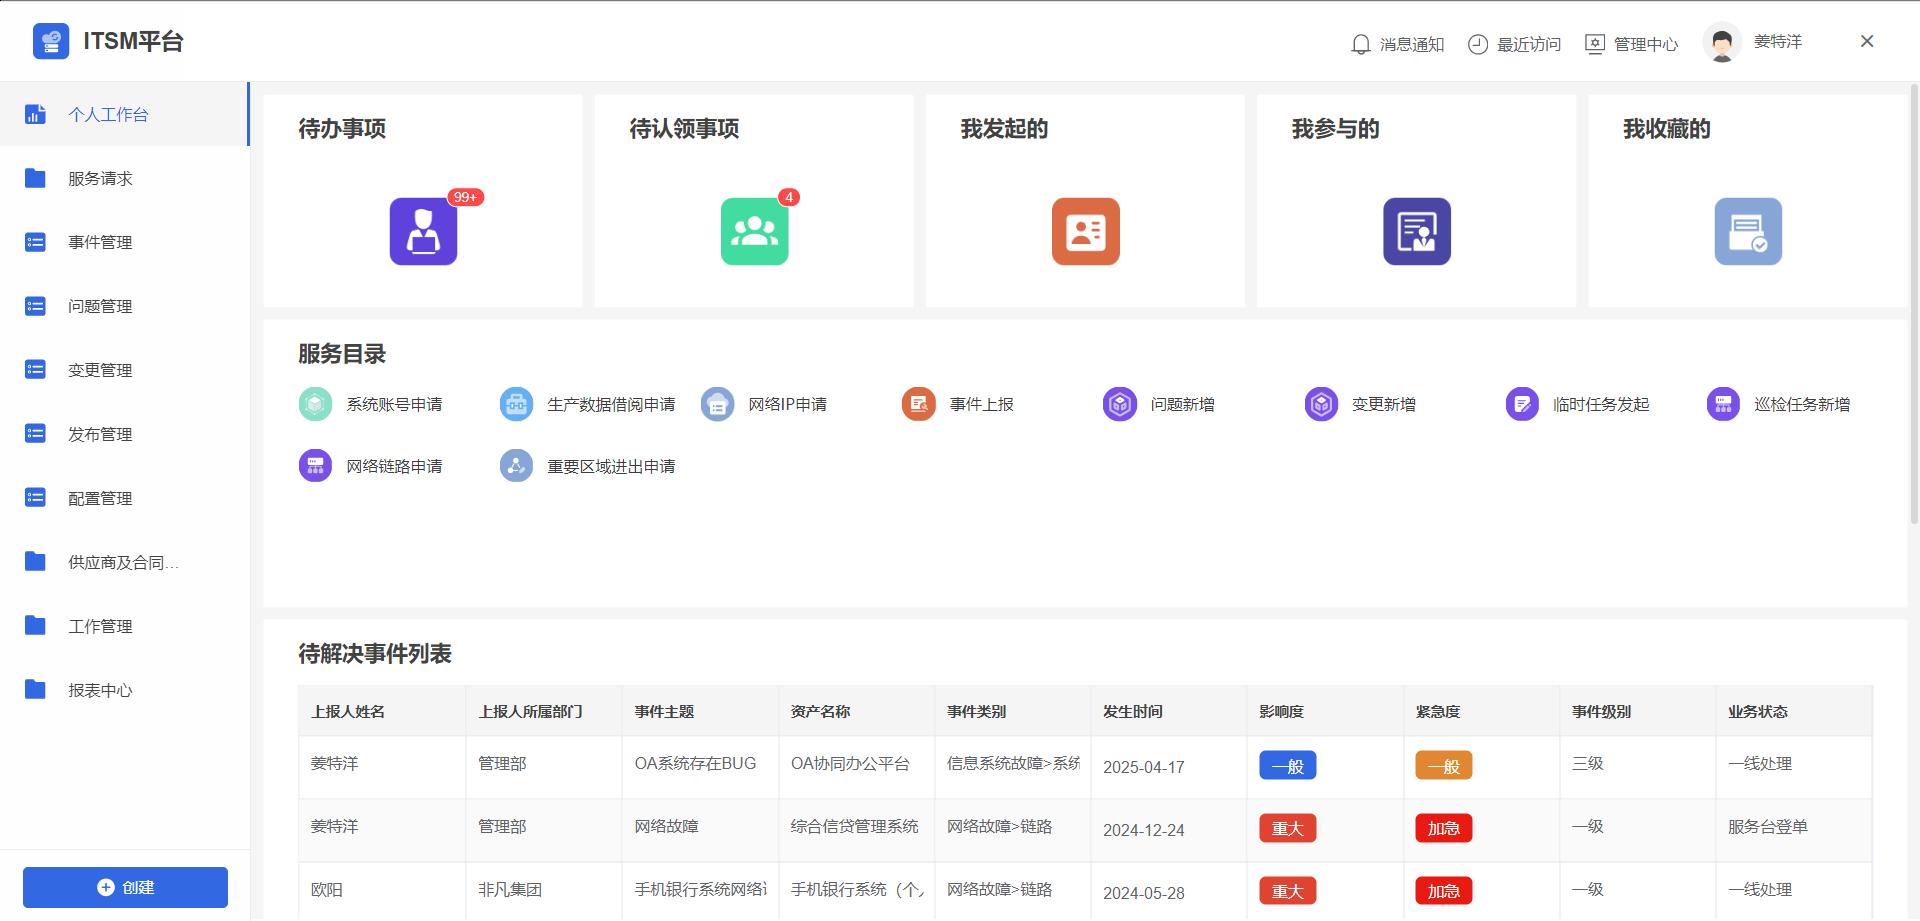 ITSM平台
消息通知
最近访问
管理中心
姜特洋
个人工作台
服务请求
事件管理
问题管理
变更管理
发布管理
配置管理
供应商及合同...
工作管理
报表中心
创建
待办事项
99+
待认领事项
4
我发起的
我参与的
我收藏的
服务目录
系统账号申请
生产数据借阅申请
网络IP申请
事件上报
问题新增
变更新增
临时任务发起
巡检任务新增
网络链路申请
重要区域进出申请
待解决事件列表
上报人姓名 上报人所属部门 事件主题 资产名称 事件类别 发生时间 影响度 紧急度 事件级别 业务状态
姜特洋 管理部 OA系统存在BUG OA协同办公平台 信息系统故障>系统 2025-04-17 一般 一般 三级 一线处理
姜特洋 管理部 网络故障 综合信贷管理系统 网络故障>链路 2024-12-24 重大 加急 一级 服务台登单
欧阳 非凡集团 手机银行系统网络 手机银行系统（个 网络故障>链路 2024-05-28 重大 加急 一级 一线处理